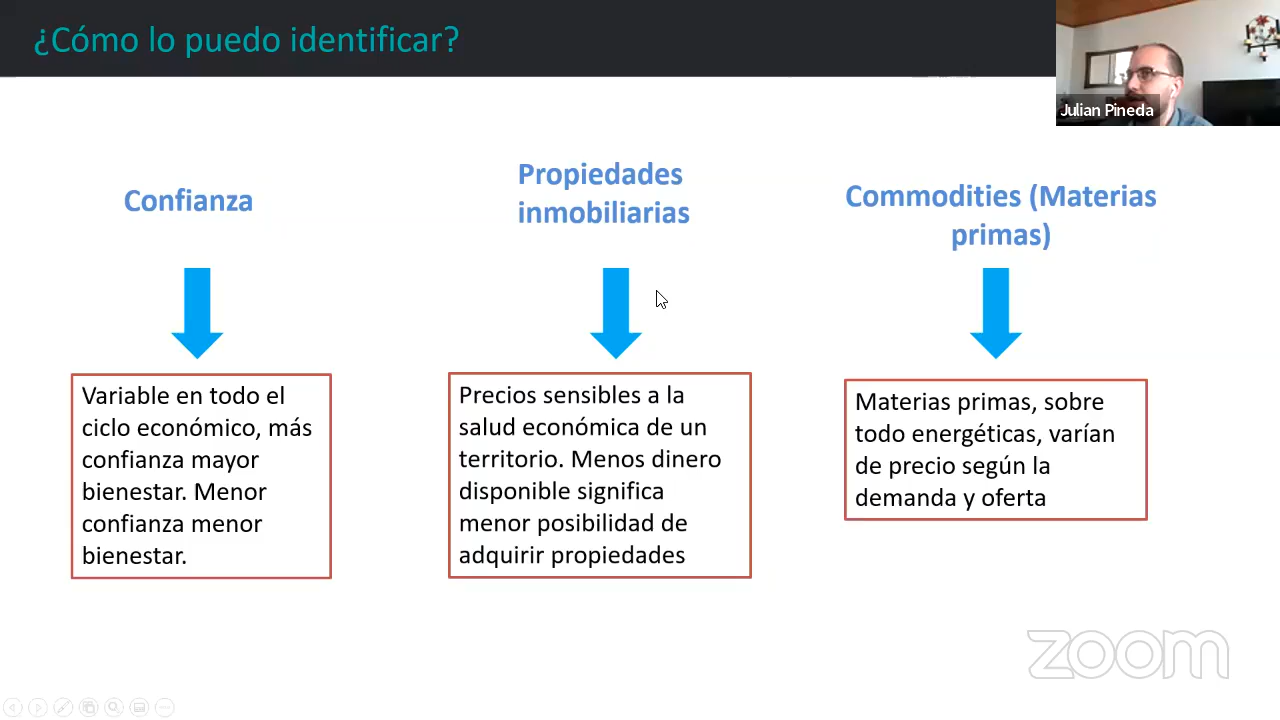 ¿Cómo lo puedo identificar?
Julian Pineda
Confianza
Propiedades
inmobiliarias
Commodities (Materias
primas)
Variable en todo el
ciclo económico, más
confianza mayor
bienestar. Menor
confianza menor
bienestar.
Precios sensibles a la
salud económica de un
territorio. Menos dinero
disponible significa
menor posibilidad de
adquirir propiedades
Materias primas, sobre
todo energéticas, varían
de precio según la
demanda y oferta
zoom